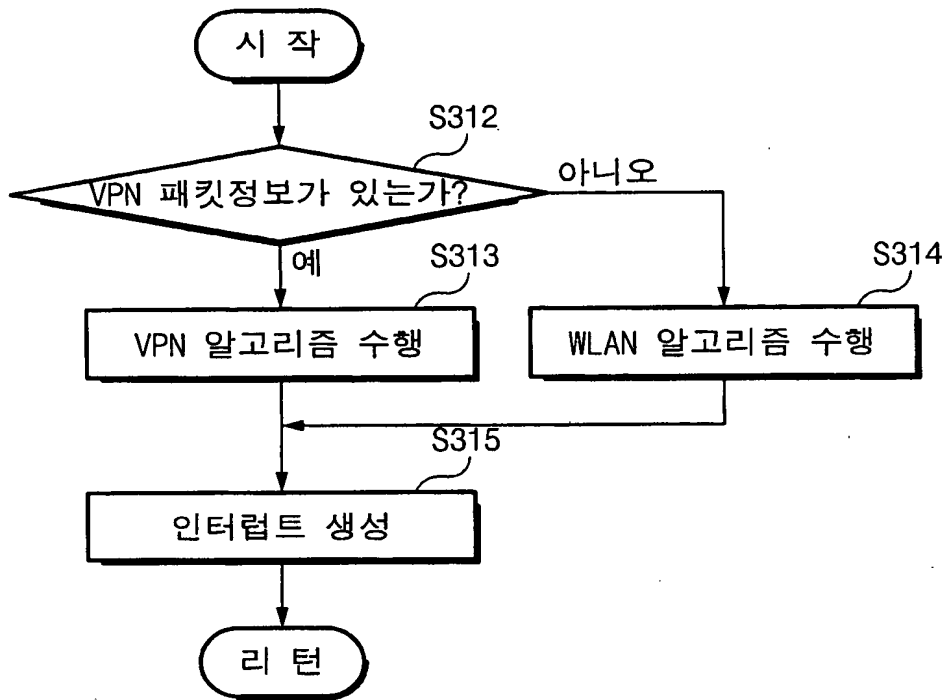 시 작
S312
VPN 패킷정보가 있는가?
아니오
예
S313
S314
VPN 알고리즘 수행
WLAN 알고리즘 수행
S315
인터럽트 생성
리 턴